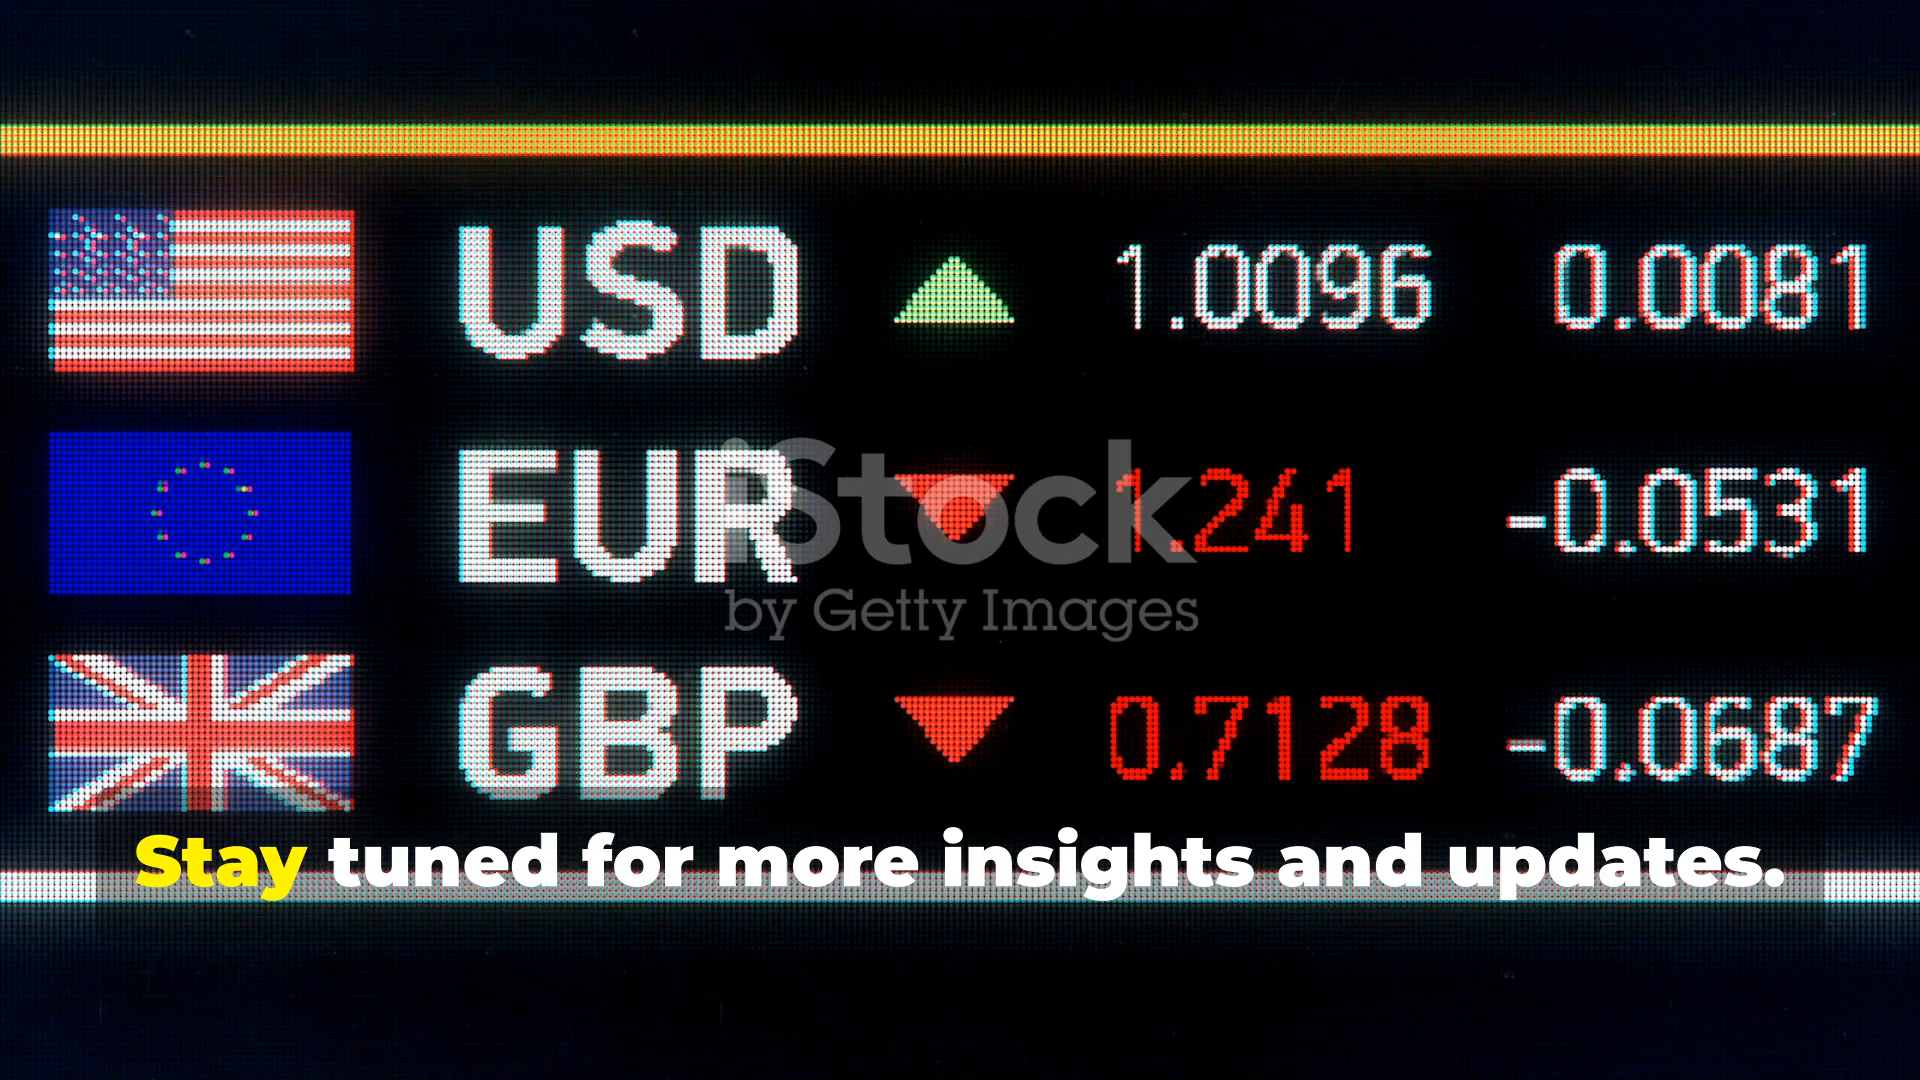 USD 1.0096 0.0081
EUR 1.241 -0.0531
iStock
by Getty Images
GBP 0.7128 -0.0687
Stay tuned for more insights and updates.